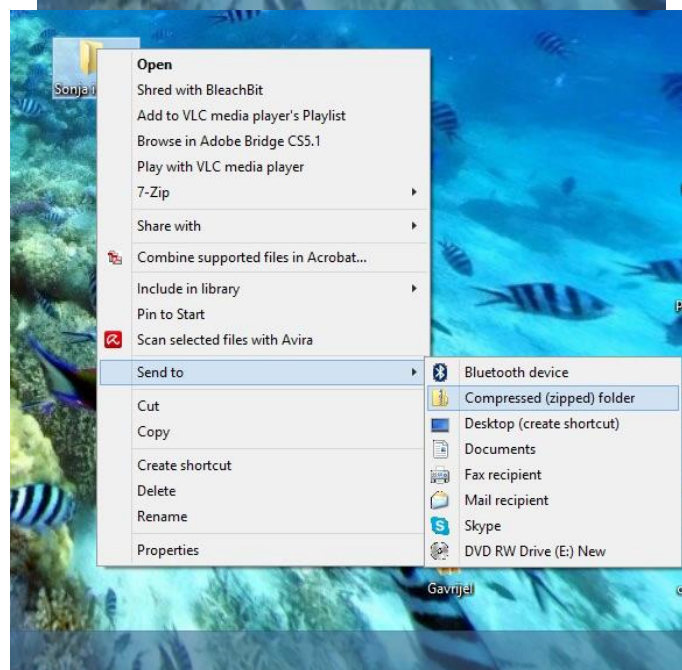 Sonja i
Open
Shred with BleachBit
Add to VLC media player's Playlist
Browse in Adobe Bridge CS5.1
Play with VLC media player
7-Zip
Share with
Combine supported files in Acrobat...
Include in library
Pin to Start
Scan selected files with Avira
Send to
Cut
Copy
Create shortcut
Delete
Rename
Properties
Bluetooth device
Compressed (zipped) folder
Desktop (create shortcut)
Documents
Fax recipient
Mail recipient
Skype
DVD RW Drive (E:) New
Gavrijel